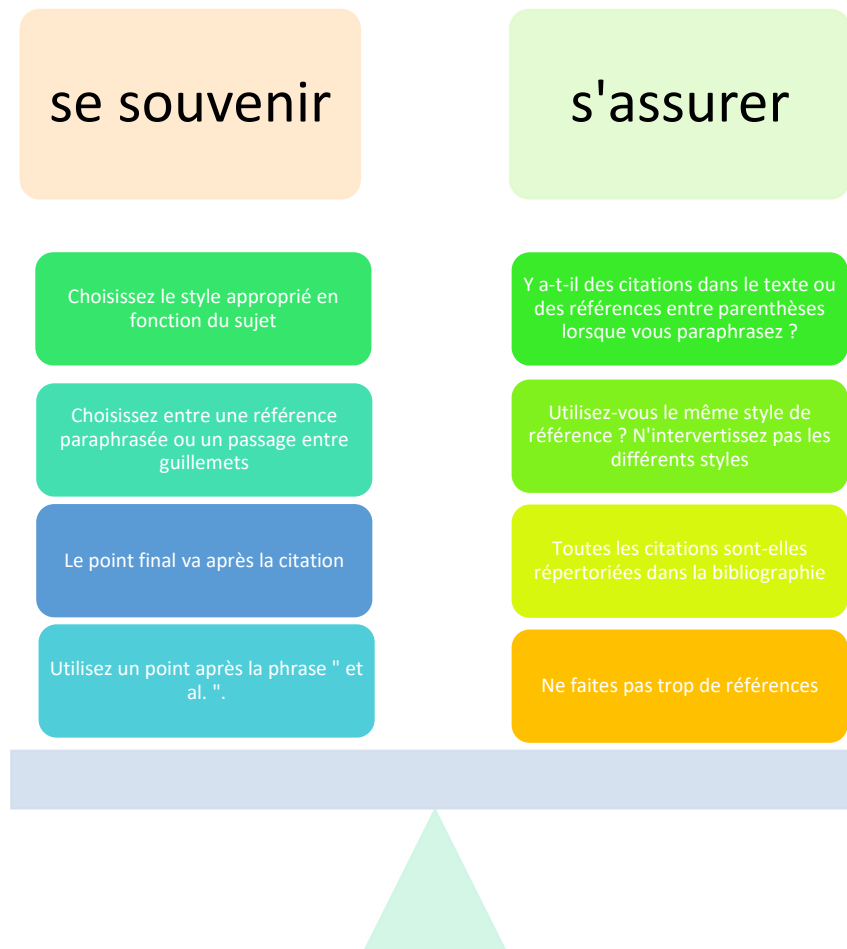 se souvenir
s'assurer
Choisissez le style approprié en
fonction du sujet
Choisissez entre une référence
paraphrasée ou un passage entre
guillemets
Le point final va après la citation
Utilisez un point après la phrase " et
al. ".
Y a-t-il des citations dans le texte ou
des références entre parenthèses
lorsque vous paraphrasez ?
Utilisez-vous le même style de
référence ? N'intervertissez pas les
différents styles
Toutes les citations sont-elles
répertoriées dans la bibliographie
Ne faites pas trop de références